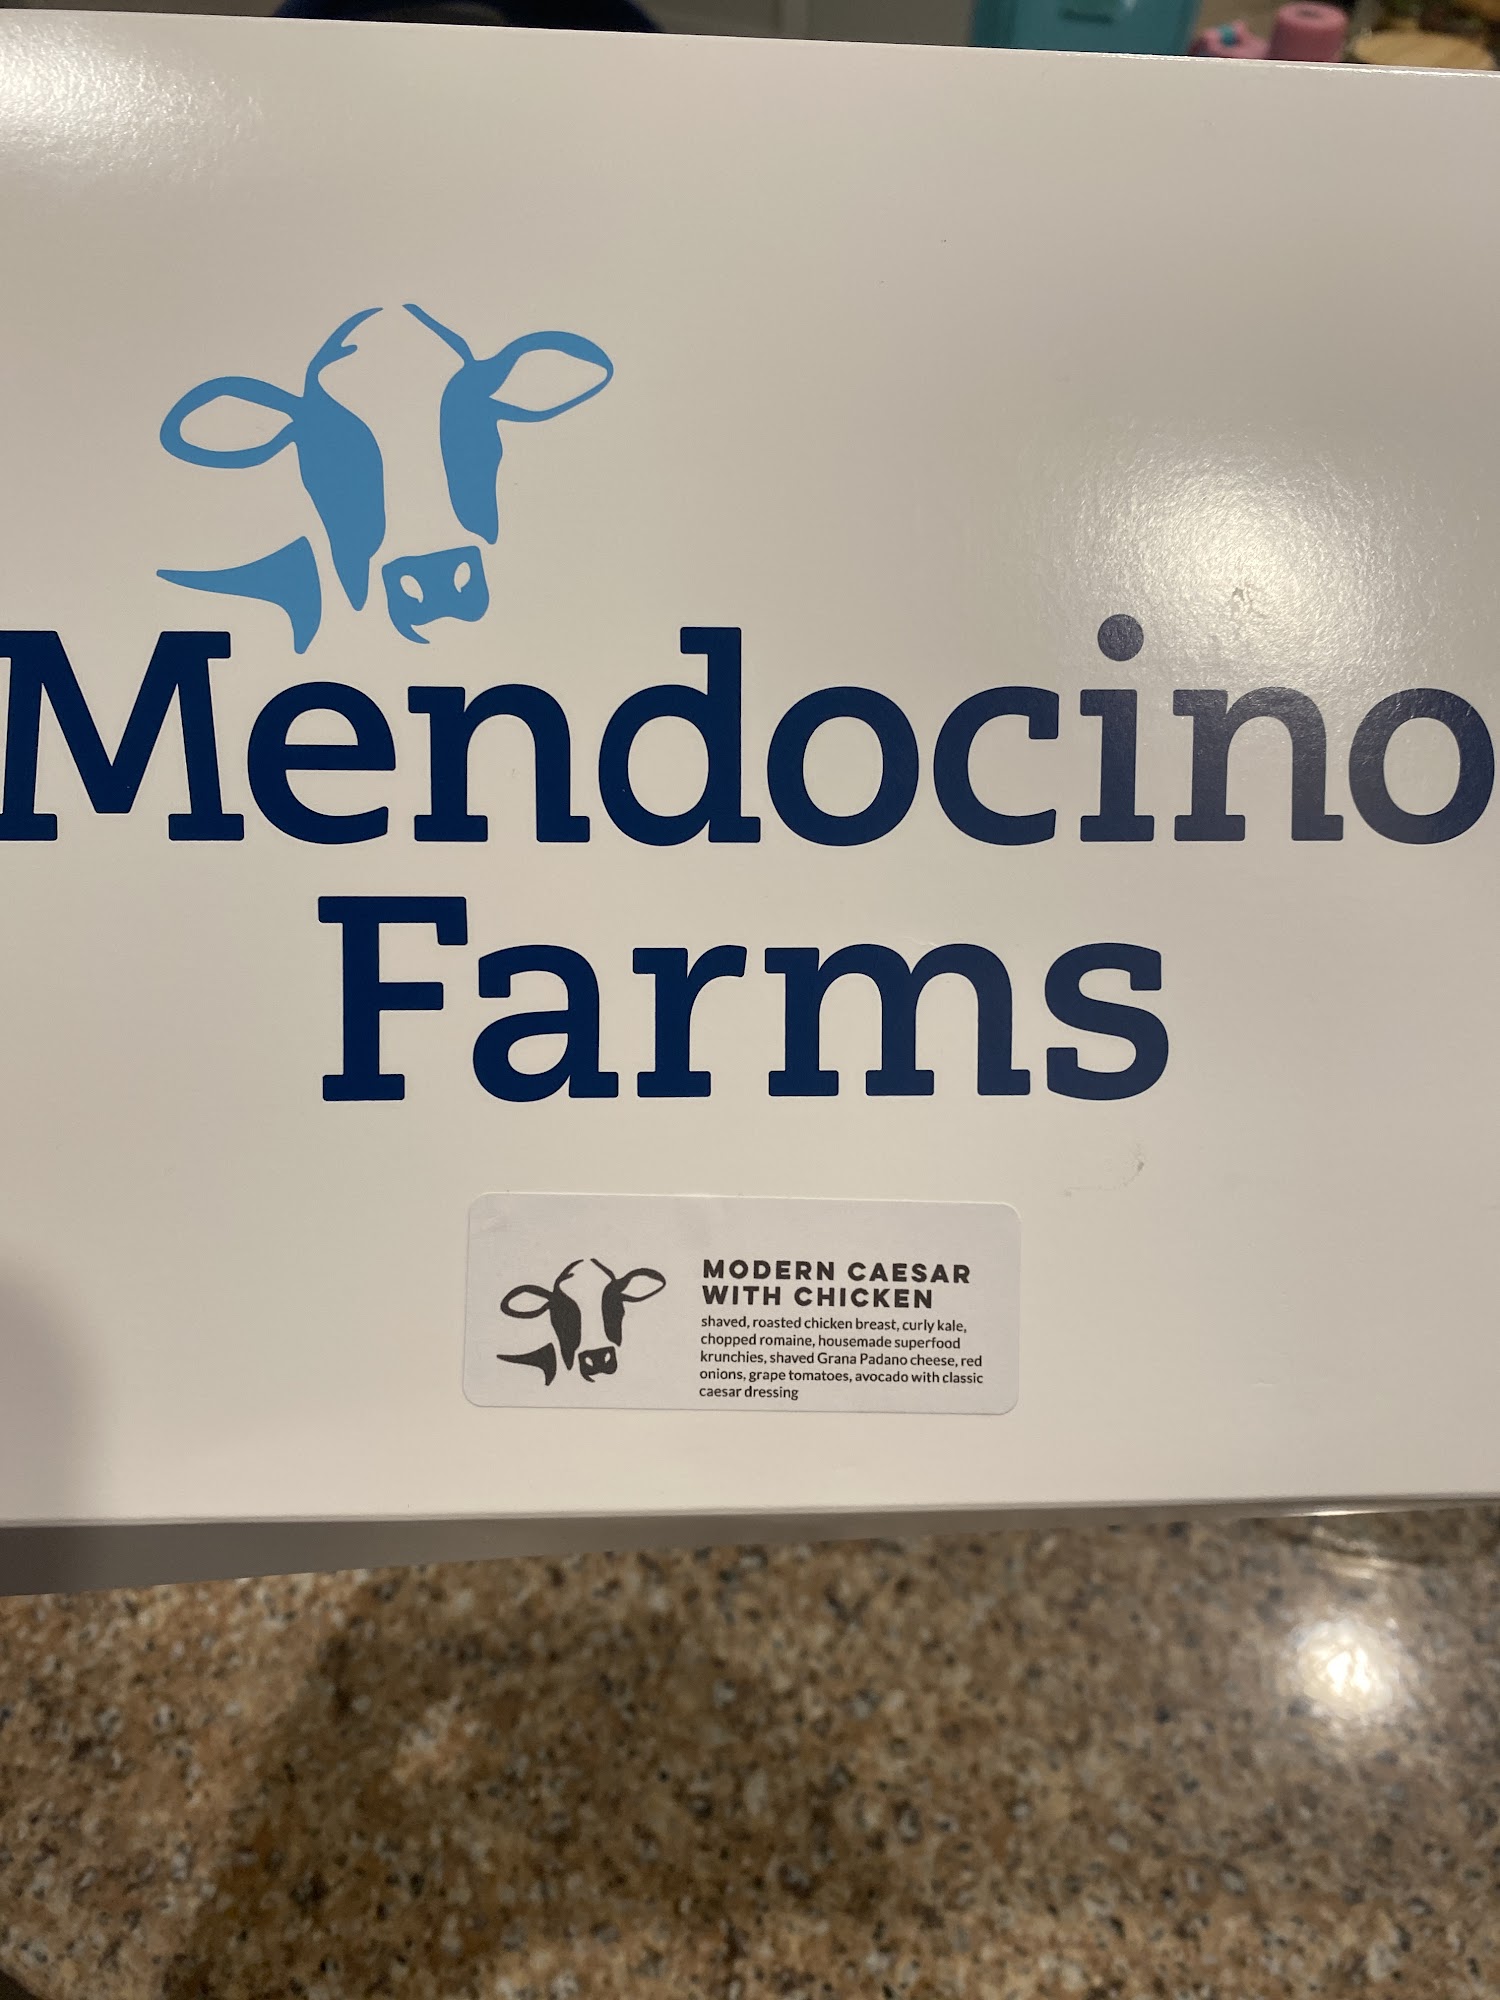 Mendocino
Farms
MODERN CAESAR
WITH CHICKEN
shaved, roasted chicken breast, curly kale,
chopped romaine, housemade superfood
krunchies, shaved Grana Padano cheese, red
onions, grape tomatoes, avocado with classic
caesar dressing